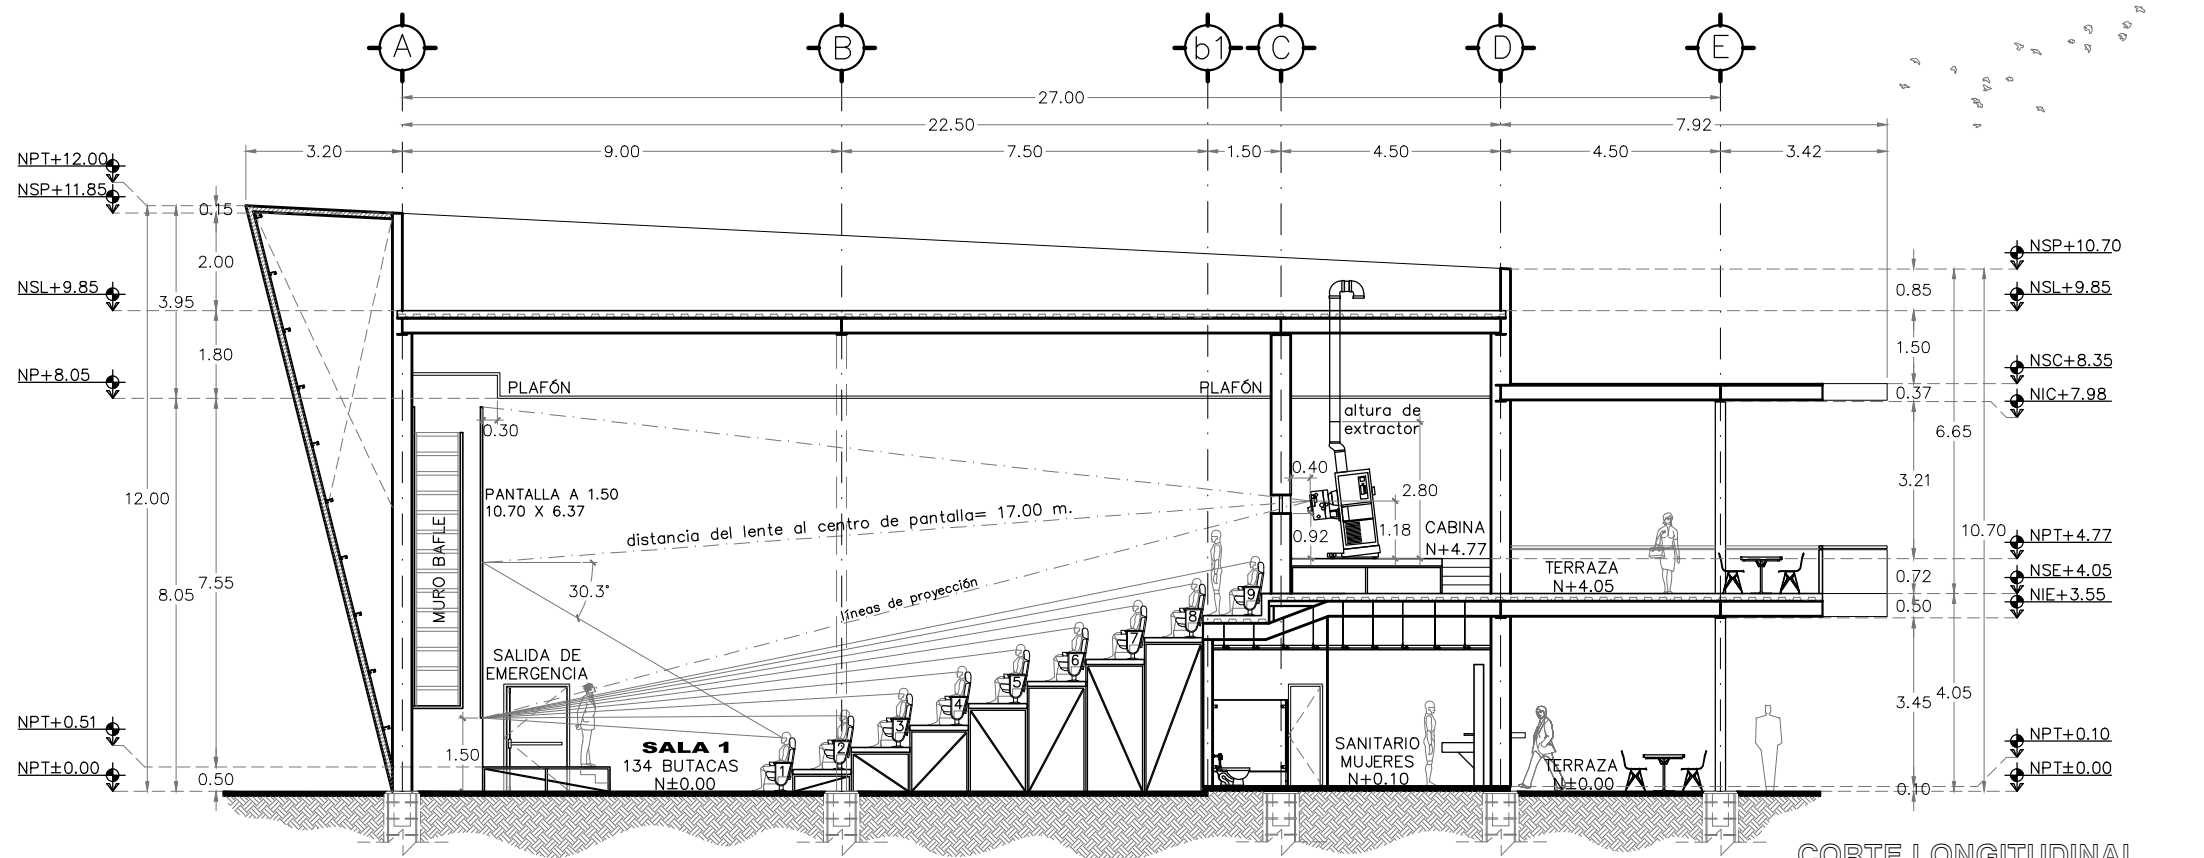 A B b1 C D E
27.00
22.50 7.92
3.20 9.00 7.50 1.50 4.50 4.50 3.42
NPT+12.00
NSP+11.85
0.15
2.00
NSL+9.85
3.95
1.80
NP+8.05
12.00
8.05
7.55
NPT+0.51
NPT±0.00
0.50
PLAFÓN
PLAFÓN
0.30
PANTALLA A 1.50
10.70 X 6.37
MURO BAFLE
distancia del lente al centro de pantalla= 17.00 m.
30.3°
líneas de proyección
SALIDA DE
EMERGENCIA
1.50
SALA 1
134 BUTACAS
N±0.00
1
2
3
4
5
6
7
8
9
altura de
extractor
0.40
2.80
0.92
1.18
CABINA
N+4.77
SANITARIO
MUJERES
N+0.10
TERRAZA
N+4.05
TERRAZA
N±0.00
NSP+10.70
0.85
NSL+9.85
1.50
NSC+8.35
0.37
NIC+7.98
6.65
3.21
10.70
NPT+4.77
0.72
NSE+4.05
0.50
NIE+3.55
3.45
4.05
NPT+0.10
NPT±0.00
0.10
CORTE LONGITUDINAL